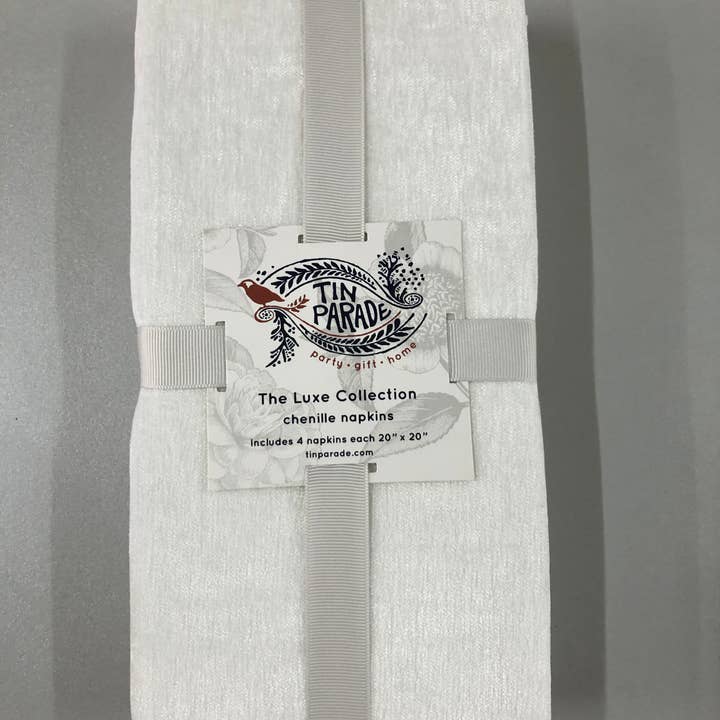 TIN
PARADE
party • gift • home
The Luxe Collection
chenille napkins
includes 4 napkins each 20" x 20"
tinparade.com